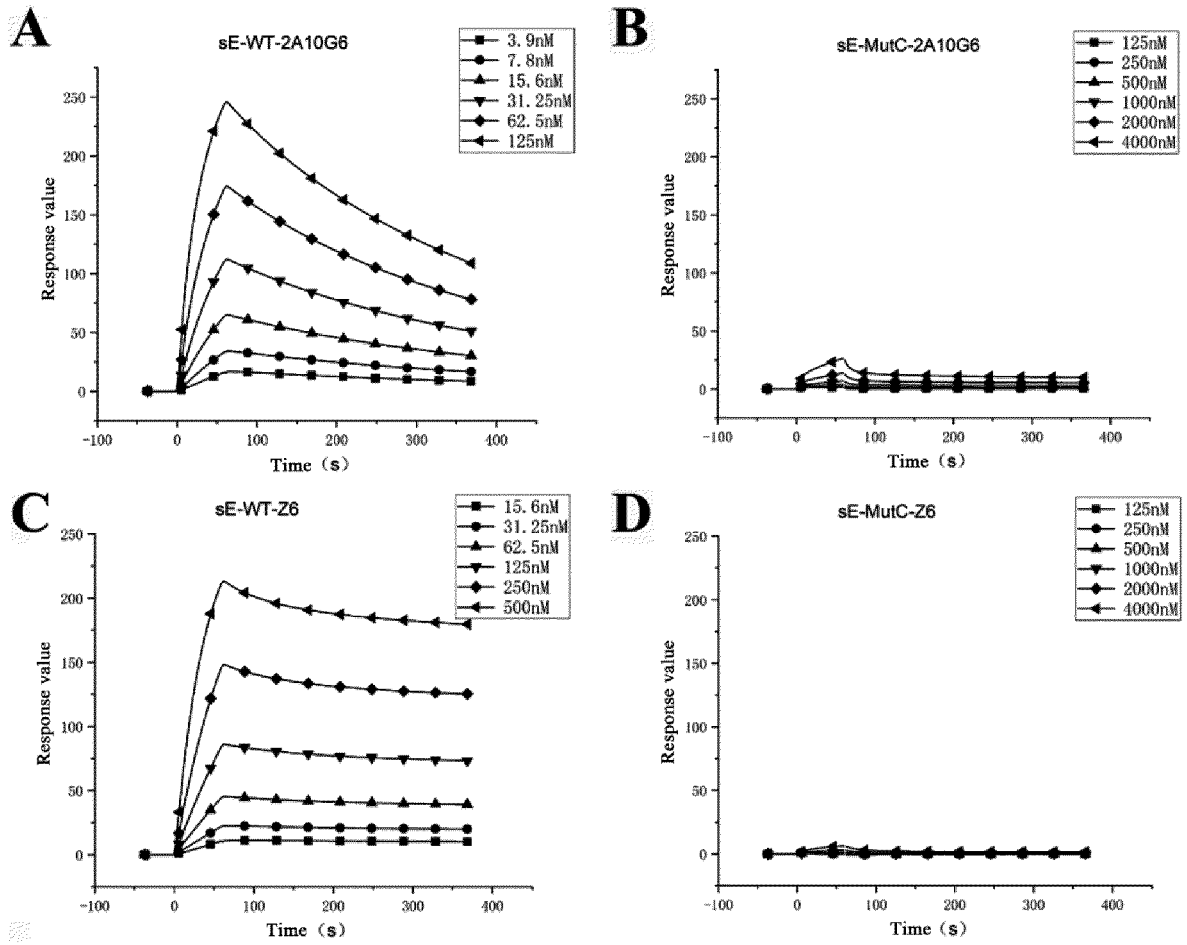 A
sE-WT-2A10G6
3.9nM
7.8nM
15.6nM
31.25nM
62.5nM
125nM
Response value
250
200
150
100
50
0
-100
0
100
200
300
400
Time (s)
B
sE-MutC-2A10G6
125nM
250nM
500nM
1000nM
2000nM
4000nM
Response value
250
200
150
100
50
0
-100
0
100
200
300
400
Time (s)
C
sE-WT-Z6
15.6nM
31.25nM
62.5nM
125nM
250nM
500nM
Response value
250
200
150
100
50
0
-100
0
100
200
300
400
Time (s)
D
sE-MutC-Z6
125nM
250nM
500nM
1000nM
2000nM
4000nM
Response value
250
200
150
100
50
0
-100
0
100
200
300
400
Time (s)